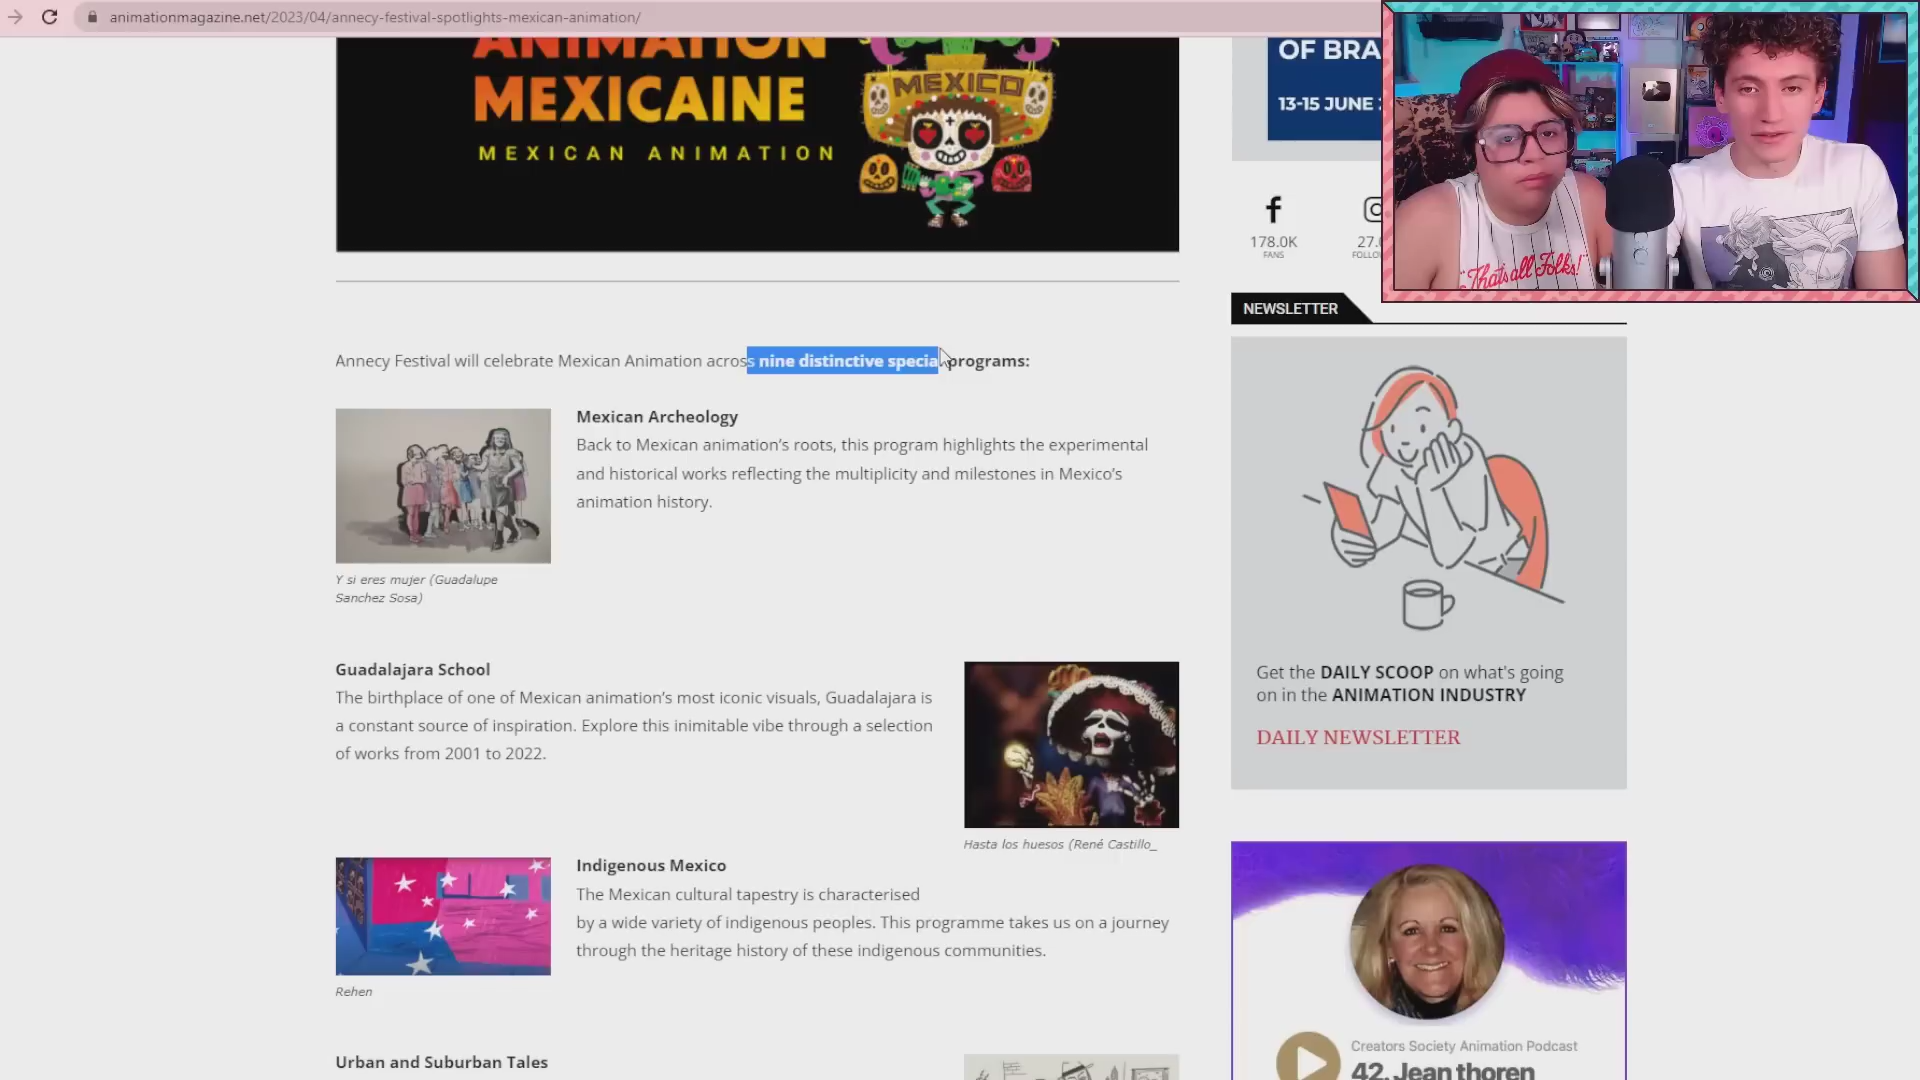 animationmagazine.net/2023/04/annecy-festival-spotlights-mexican-animation/
ANIMATION
MEXICAINE
MEXICAN ANIMATION
MEXICO
OF BRA
13-15 JUNE
178.0K
FANS
27.
FOLLO
"That's all Folks!"
NEWSLETTER
Annecy Festival will celebrate Mexican Animation across nine distinctive special programs:
Mexican Archeology
Back to Mexican animation's roots, this program highlights the experimental
and historical works reflecting the multiplicity and milestones in Mexico's
animation history.
Y si eres mujer (Guadalupe
Sanchez Sosa)
Guadalajara School
The birthplace of one of Mexican animation's most iconic visuals, Guadalajara is
a constant source of inspiration. Explore this inimitable vibe through a selection
of works from 2001 to 2022.
Hasta los huesos (René Castillo_
Indigenous Mexico
The Mexican cultural tapestry is characterised
by a wide variety of indigenous peoples. This programme takes us on a journey
through the heritage history of these indigenous communities.
Rehen
Urban and Suburban Tales
Get the DAILY SCOOP on what's going
on in the ANIMATION INDUSTRY
DAILY NEWSLETTER
Creators Society Animation Podcast
42. Jean thoren